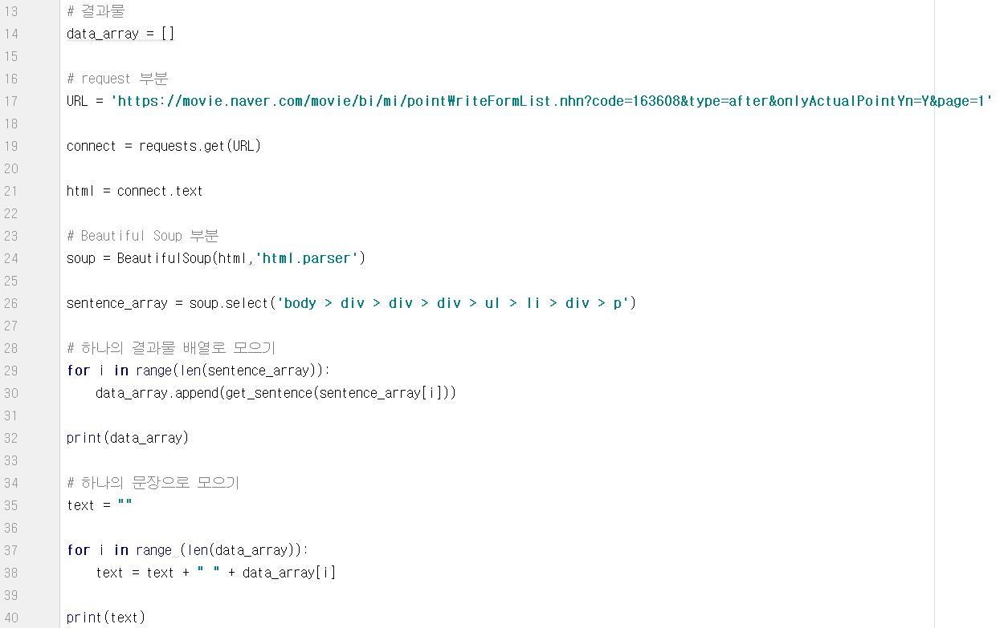 13 # 결과물
14 data_array = []
15
16 # request 부분
17 URL = 'https://movie.naver.com/movie/bi/mi/point₩riteFormList.nhn?code=163608&type=after&onlyActualPointYn=Y&page=1'
18
19 connect = requests.get(URL)
20
21 html = connect.text
22
23 # Beautiful Soup 부분
24 soup = BeautifulSoup(html,'html.parser')
25
26 sentence_array = soup.select('body > div > div > div > ul > li > div > p')
27
28 # 하나의 결과물 배열로 모으기
29 for i in range(len(sentence_array)):
30     data_array.append(get_sentence(sentence_array[i]))
31
32 print(data_array)
33
34 # 하나의 문장으로 모으기
35 text = ""
36
37 for i in range (len(data_array)):
38     text = text + " " + data_array[i]
39
40 print(text)